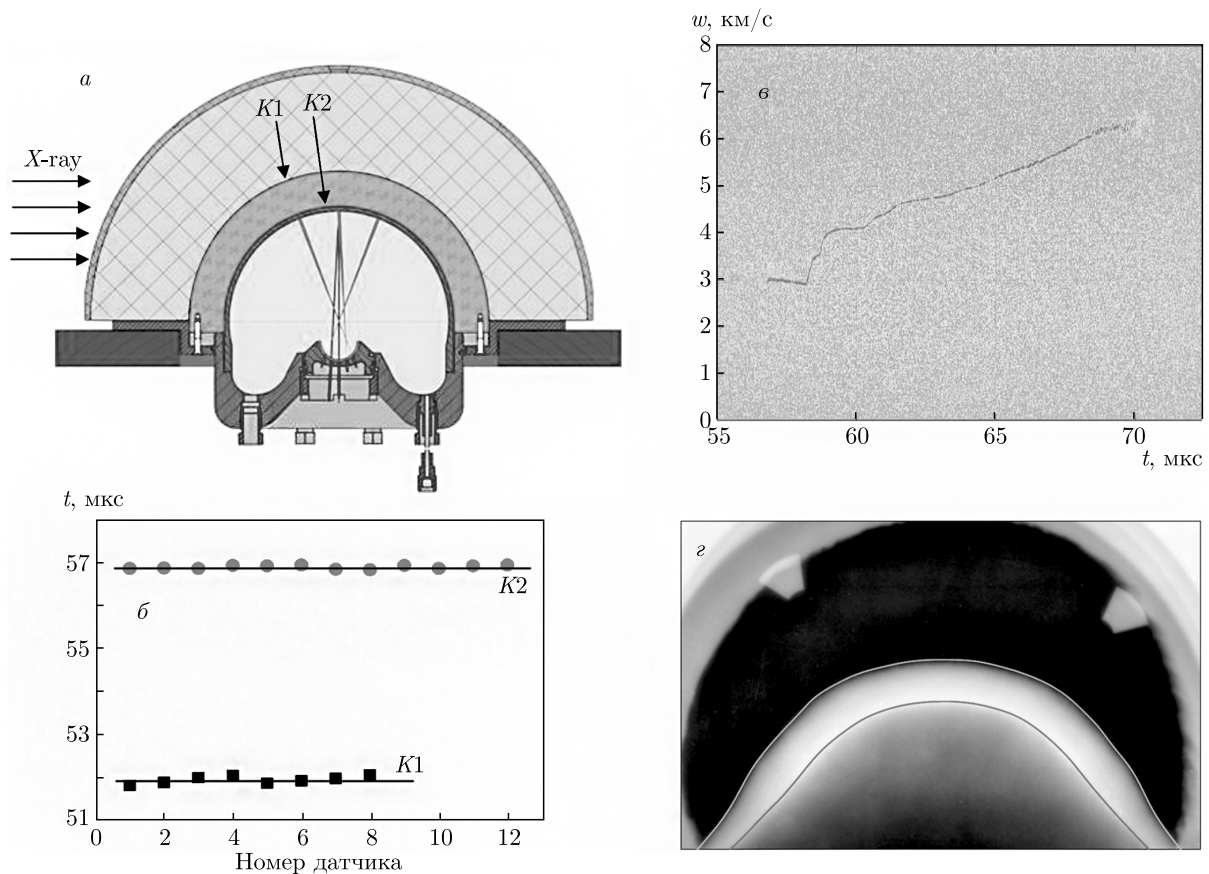 а
K1 K2
X-ray
w, км/с
8
7
6
5
4
3
2
1
0
в
55 60 65 70
t, мкс
t, мкс
57
55
53
51
K2
б
K1
0 2 4 6 8 10 12
Номер датчика
г